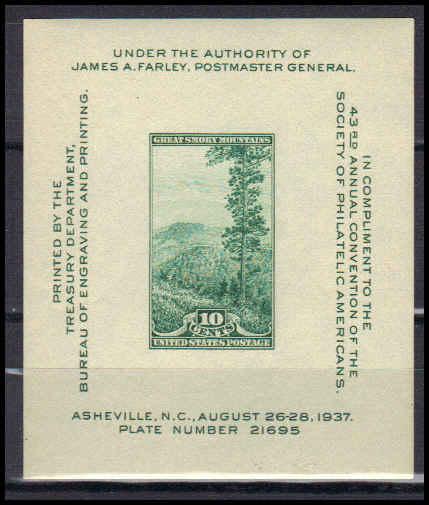 UNDER THE AUTHORITY OF
JAMES A. FARLEY, POSTMASTER GENERAL.
PRINTED BY THE
TREASURY DEPARTMENT,
BUREAU OF ENGRAVING AND PRINTING.
GREAT SMOKY MOUNTAINS
10
CENTS
UNITED STATES POSTAGE
IN COMPLIMENT TO THE
43RD ANNUAL CONVENTION OF THE
SOCIETY OF PHILATELIC AMERICANS.
ASHEVILLE, N.C., AUGUST 26-28, 1937.
PLATE NUMBER 21695